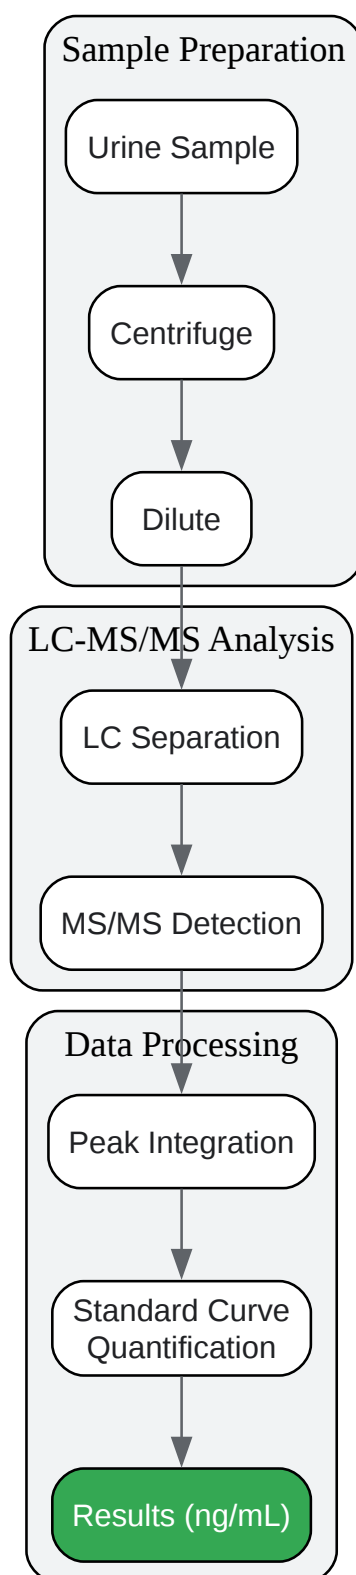 Sample Preparation
Urine Sample
Centrifuge
Dilute
LC-MS/MS Analysis
LC Separation
MS/MS Detection
Data Processing
Peak Integration
Standard Curve
Quantification
Results (ng/mL)